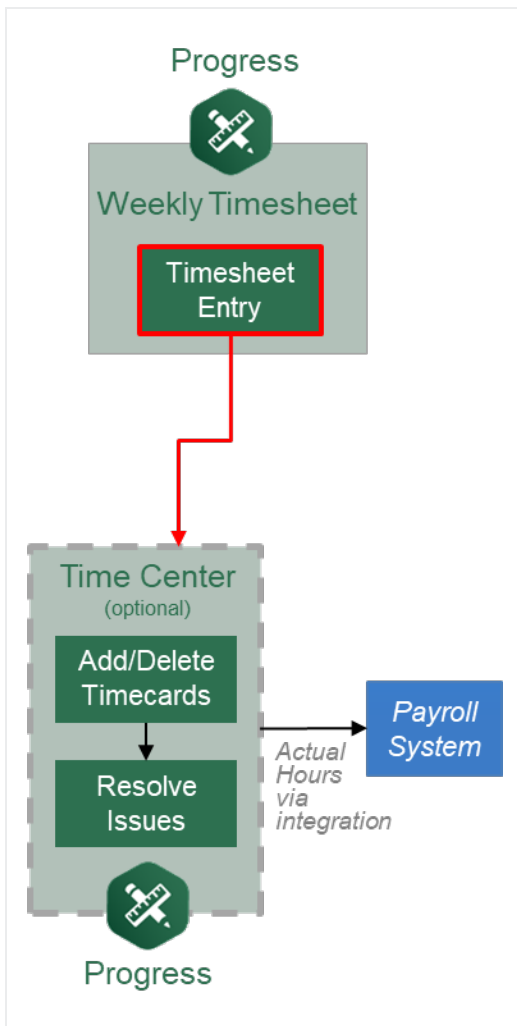 Progress
Weekly Timesheet
Timesheet
Entry
Time Center
(optional)
Add/Delete
Timecards
Resolve
Issues
Actual
Hours
via
integration
Payroll
System
Progress